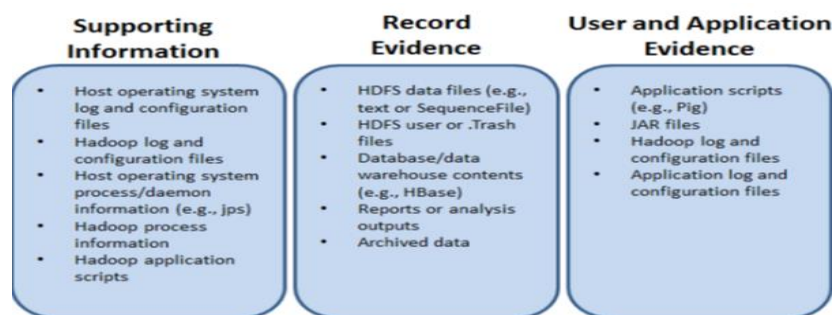 Supporting
Information
• Host operating system
log and configuration
files
• Hadoop log and
configuration files
• Host operating system
process/daemon
information (e.g., jps)
• Hadoop process
information
• Hadoop application
scripts
Record
Evidence
• HDFS data files (e.g.,
text or SequenceFile)
• HDFS user or .Trash
files
• Database/data
warehouse contents
(e.g., HBase)
• Reports or analysis
outputs
• Archived data
User and Application
Evidence
• Application scripts
(e.g., Pig)
• JAR files
• Hadoop log and
configuration files
• Application log and
configuration files